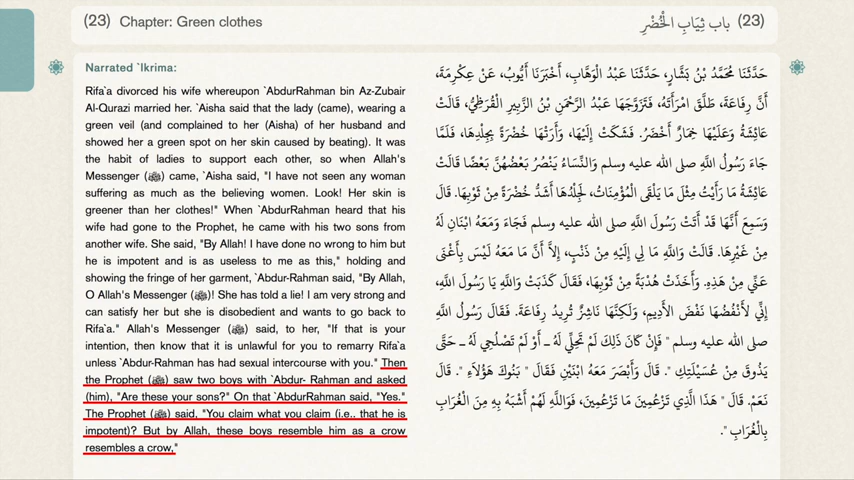 (23) Chapter: Green clothes
(23) باب ثِيَابِ الْخُضْرِ
Narrated `Ikrima:
Rifa`a divorced his wife whereupon `AbdurRahman bin Az-Zubair
Al-Qurazi married her. `Aisha said that the lady (came), wearing a
green veil (and complained to her (Aisha) of her husband and
showed her a green spot on her skin caused by beating). It was
the habit of ladies to support each other, so when Allah's
Messenger (ﷺ) came, `Aisha said, "I have not seen any woman
suffering as much as the believing women. Look! Her skin is
greener than her clothes!" When `AbdurRahman heard that his
wife had gone to the Prophet, he came with his two sons from
another wife. She said, "By Allah! I have done no wrong to him but
he is impotent and is as useless to me as this," holding and
showing the fringe of her garment, `Abdur-Rahman said, "By Allah,
O Allah's Messenger (ﷺ)! She has told a lie! I am very strong and
can satisfy her but she is disobedient and wants to go back to
Rifa`a." Allah's Messenger (ﷺ) said, to her, "If that is your
intention, then know that it is unlawful for you to remarry Rifa`a
unless `Abdur-Rahman has had sexual intercourse with you." Then
the Prophet (ﷺ) saw two boys with `Abdur- Rahman and asked
(him), "Are these your sons?" On that `AbdurRahman said, "Yes."
The Prophet (ﷺ) said, "You claim what you claim (i.e.. that he is
impotent)? But by Allah, these boys resemble him as a crow
resembles a crow,"
حَدَّثَنَا مُحَمَّدُ بْنُ بَشَّارٍ، حَدَّثَنَا عَبْدُ الْوَهَّابِ، أَخْبَرَنَا أَيُّوبُ، عَنْ عِكْرِمَةَ،
أَنَّ رِفَاعَةَ، طَلَّقَ امْرَأَتَهُ، فَتَزَوَّجَهَا عَبْدُ الرَّحْمَنِ بْنُ الزَّبِيرِ الْقُرَظِيُّ، قَالَتْ
عَائِشَةُ وَعَلَيْهَا خِمَارٌ أَخْضَرُ. فَشَكَتْ إِلَيْهَا، وَأَرَتْهَا خُضْرَةً بِجِلْدِهَا، فَلَمَّا
جَاءَ رَسُولُ اللَّهِ صلى الله عليه وسلم وَالنِّسَاءُ يَنْصُرُ بَعْضُهُنَّ بَعْضًا قَالَتْ
عَائِشَةُ مَا رَأَيْتُ مِثْلَ مَا يَلْقَى الْمُؤْمِنَاتُ، لَجِلْدُهَا أَشَدُّ خُضْرَةً مِنْ ثَوْبِهَا. قَالَ
وَسَمِعَ أَنَّهَا قَدْ أَتَتْ رَسُولَ اللَّهِ صلى الله عليه وسلم فَجَاءَ وَمَعَهُ ابْنَانِ لَهُ
مِنْ غَيْرِهَا. قَالَتْ وَاللَّهِ مَا لِي إِلَيْهِ مِنْ ذَنْبٍ، إِلاَّ أَنَّ مَا مَعَهُ لَيْسَ بِأَغْنَى
عَنِّي مِنْ هَذِهِ. وَأَخَذَتْ هُدْبَةً مِنْ ثَوْبِهَا، فَقَالَ كَذَبَتْ وَاللَّهِ يَا رَسُولَ اللَّهِ،
إِنِّي لأَنْفُضُهَا نَفْضَ الأَدِيمِ، وَلَكِنَّهَا نَاشِزٌ تُرِيدُ رِفَاعَةَ. فَقَالَ رَسُولُ اللَّهِ
صلى الله عليه وسلم " فَإِنْ كَانَ ذَلِكَ لَمْ تَحِلِّي لَهُ ـ أَوْ لَمْ تَصْلُحِي لَهُ ـ حَتَّى
يَذُوقَ مِنْ عُسَيْلَتِكِ ". قَالَ وَأَبْصَرَ مَعَهُ ابْنَيْنِ فَقَالَ " بَنُوكَ هَؤُلاَءِ ". قَالَ
نَعَمْ. قَالَ " هَذَا الَّذِي تَزْعُمِينَ مَا تَزْعُمِينَ، فَوَاللَّهِ لَهُمْ أَشْبَهُ بِهِ مِنَ الْغُرَابِ
بِالْغُرَابِ ".